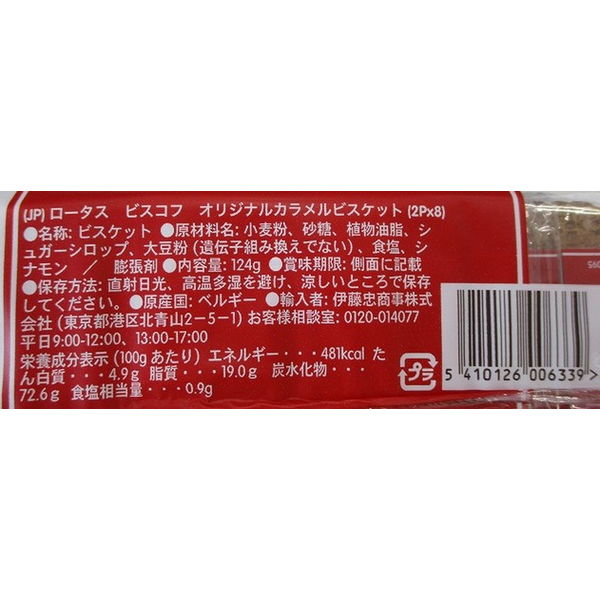 (JP) ロータス ビスコフ オリジナルカラメルビスケット (2Px8)
●名称: ビスケット ●原材料名: 小麦粉、砂糖、植物油脂、シ
ュガーシロップ、大豆粉 (遺伝子組み換えでない) 、食塩、シ
ナモン ／ 膨張剤 ●内容量: 124g ●賞味期限: 側面に記載
●保存方法: 直射日光、高温多湿を避け、涼しいところで保存
してください。 ●原産国: ベルギー ●輸入者: 伊藤忠商事株式
会社 (東京都港区北青山2-5-1) お客様相談室: 0120-014077
平日9:00-12:00、13:00-17:00
栄養成分表示 (100gあたり) エネルギー・・・481kcal た
ん白質・・・4.9g 脂質・・・19.0g 炭水化物・・・
72.6g 食塩相当量・・・0.9g
プラ
5 410126 006339 >